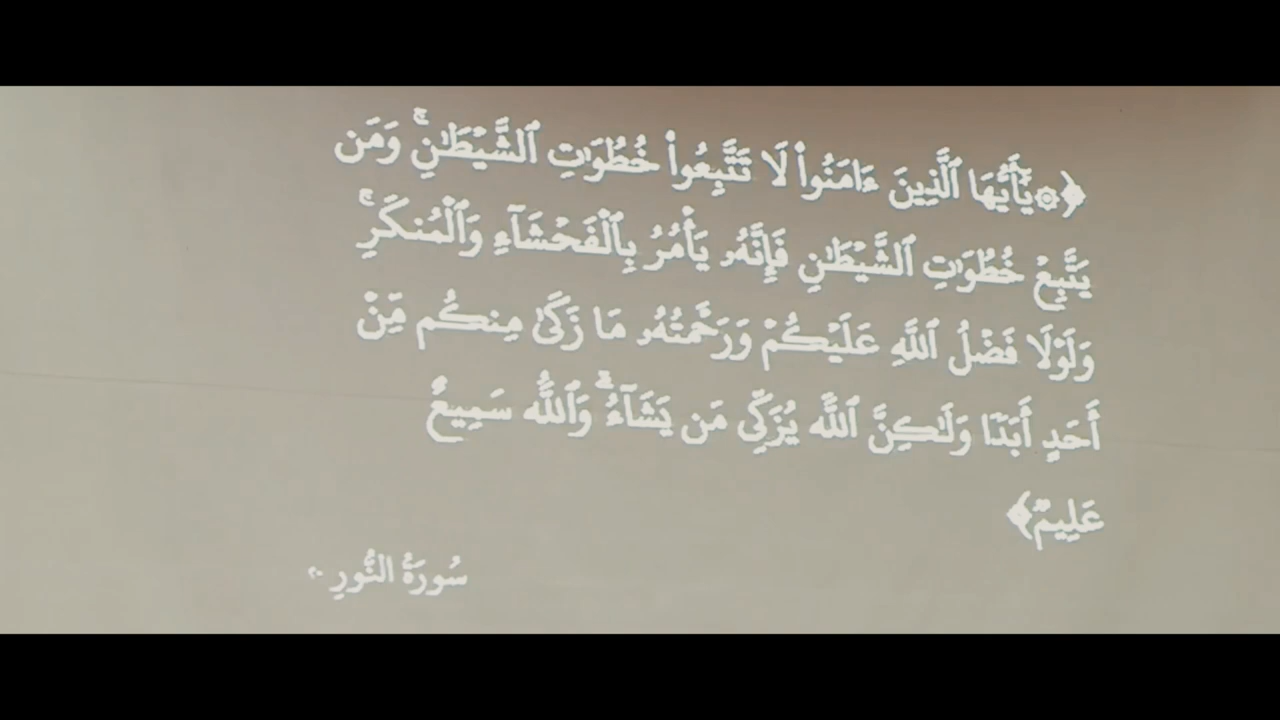 ﴿۞يَٰٓأَيُّهَا ٱلَّذِينَ ءَامَنُوا۟ لَا تَتَّبِعُوا۟ خُطُوَٰتِ ٱلشَّيْطَٰنِ ۚ وَمَن
يَتَّبِعْ خُطُوَٰتِ ٱلشَّيْطَٰنِ فَإِنَّهُۥ يَأْمُرُ بِٱلْفَحْشَآءِ وَٱلْمُنكَرِ ۚ
وَلَوْلَا فَضْلُ ٱللَّهِ عَلَيْكُمْ وَرَحْمَتُهُۥ مَا زَكَىٰ مِنكُم مِّنْ
أَحَدٍ أَبَدًا وَلَٰكِنَّ ٱللَّهَ يُزَكِّى مَن يَشَآءُ ۗ وَٱللَّهُ سَمِيعٌ
عَلِيمٌ﴾
سُورَةُ النُّورِ